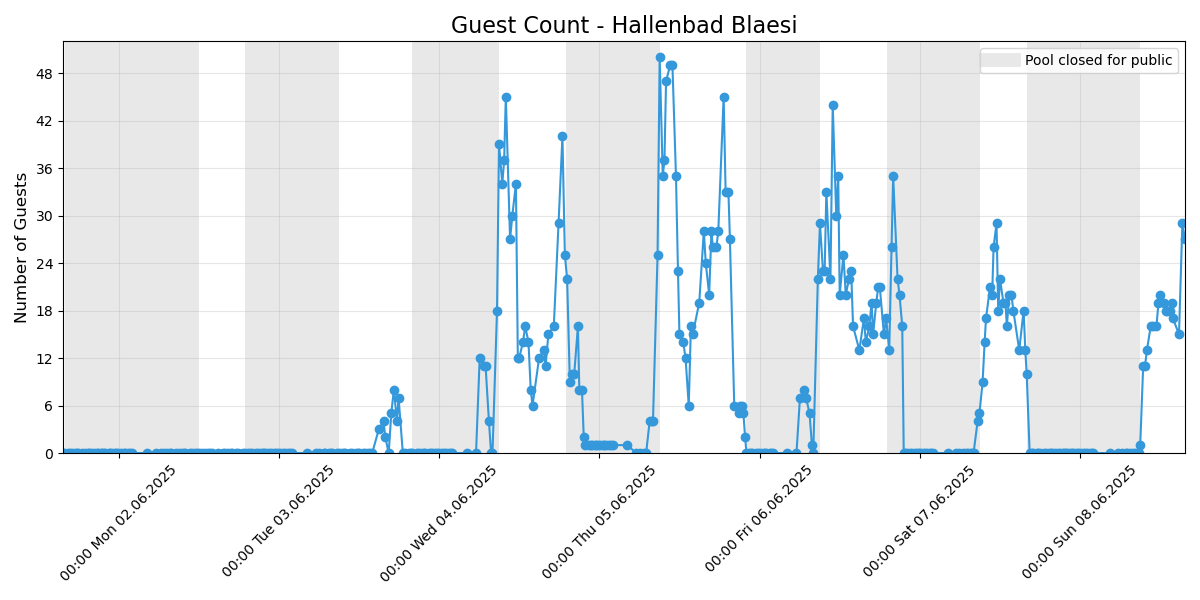 Guest Count - Hallenbad Blaesi
Pool closed for public
Number of Guests
48
42
36
30
24
18
12
6
0
00:00 Mon 02.06.2025
00:00 Tue 03.06.2025
00:00 Wed 04.06.2025
00:00 Thu 05.06.2025
00:00 Fri 06.06.2025
00:00 Sat 07.06.2025
00:00 Sun 08.06.2025